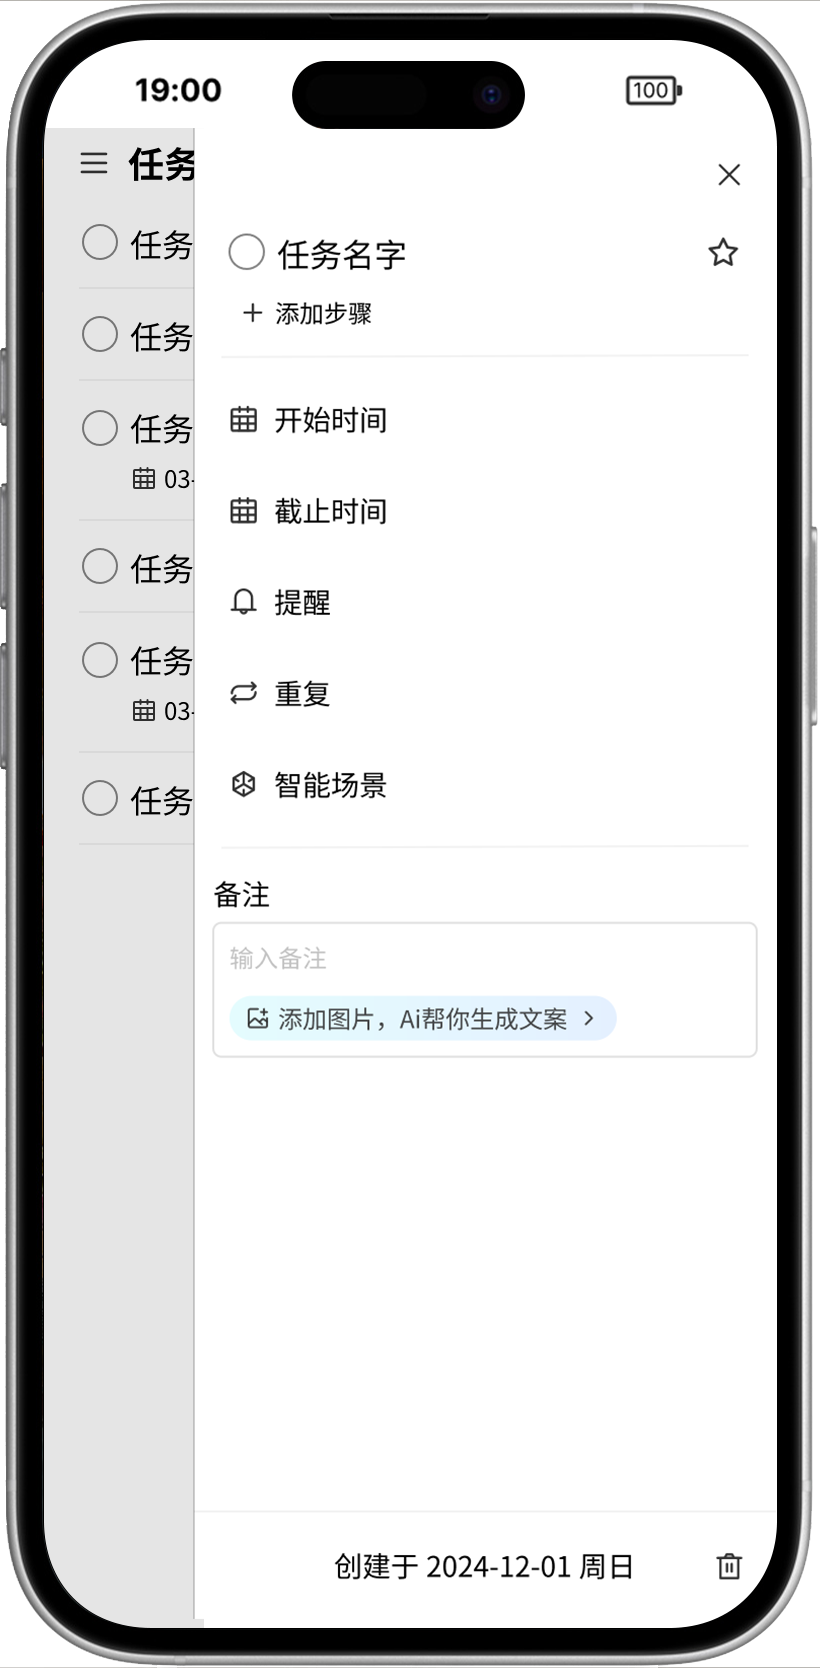 19:00
100
任务
任务
任务
任务
03-
任务
任务
03-
任务
任务名字
添加步骤
开始时间
截止时间
提醒
重复
智能场景
备注
输入备注
添加图片，Ai帮你生成文案
创建于 2024-12-01 周日